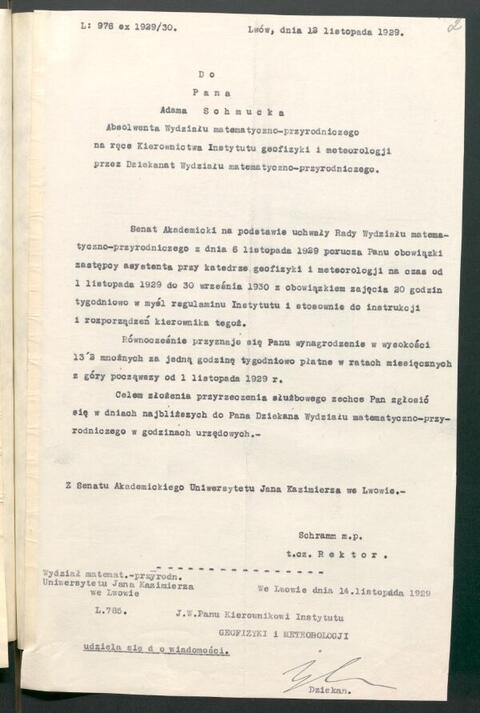 L: 976 ex 1929/30. Lwów, dnia 12 listopada 1929. 2
Do
Pana
Adama Schmucka
Absolwenta Wydziału matematyczno-przyrodniczego
na ręce Kierownictwa Instytutu geofizyki i meteorologji
przez Dziekanat Wydziału matematyczno-przyrodniczego.
Senat Akademicki na podstawie uchwały Rady Wydziału matema-
tyczno-przyrodniczego z dnia 6 listopada 1929 porucza Panu obowiązki
zastępcy asystenta przy katedrze geofizyki i meteorologji na czas od
1 listopada 1929 do 30 września 1930 z obowiązkiem zajęcia 20 godzin
tygodniowo w myśl regulaminu Instytutu i stosownie do instrukcji
i rozporządzeń kierownika tegoż.
Równocześnie przyznaje się Panu wynagrodzenie w wysokości
13´2 mnożnych za jedną godzinę tygodniowo płatne w ratach miesięcznych
z góry począwszy od 1 listopada 1929 r.
Celem złożenia przyrzeczenia służbowego zechce Pan zgłosić
się w dniach najbliższych do Pana Dziekana Wydziału matematyczno-przy-
rodniczego w godzinach urzędowych.-
Z Senatu Akademickiego Uniwersytetu Jana Kazimierza we Lwowie.-
Schramm m.p.
t.cz. Rektor.
Wydział matemat.-przyrodn.
Uniwersytetu Jana Kazimierza
we Lwowie
We Lwowie dnia 14.listopada 1929
L.785. J.W.Panu Kierownikowi Instytutu
GEOFIZYKI i METEOROLOGJI
udziela się d o wiadomości.
Dziekan.